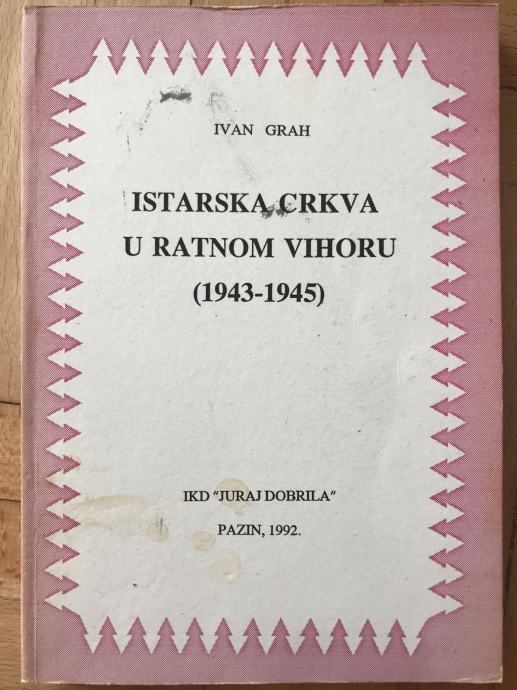 IVAN GRAH
ISTARSKA CRKVA
U RATNOM VIHORU
(1943-1945)
IKD "JURAJ DOBRILA"
PAZIN, 1992.